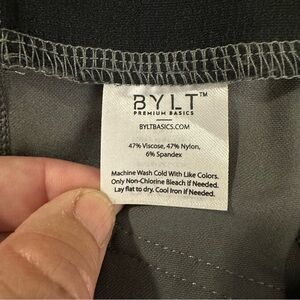 BYLT™
PREMIUM BASICS
BYLTBASICS.COM
47% Viscose, 47% Nylon,
6% Spandex
Machine Wash Cold With Like Colors.
Only Non-Chlorine Bleach if Needed.
Lay flat to dry. Cool Iron if Needed.